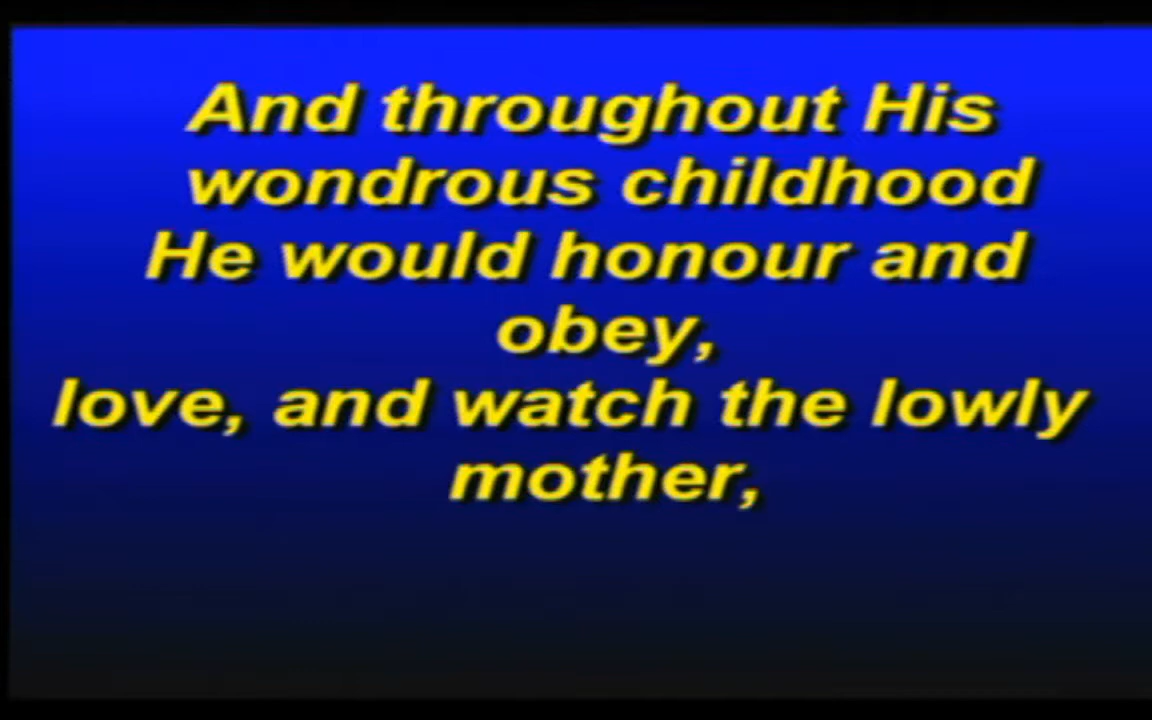 And throughout His
wondrous childhood
He would honour and
obey,
love, and watch the lowly
mother,